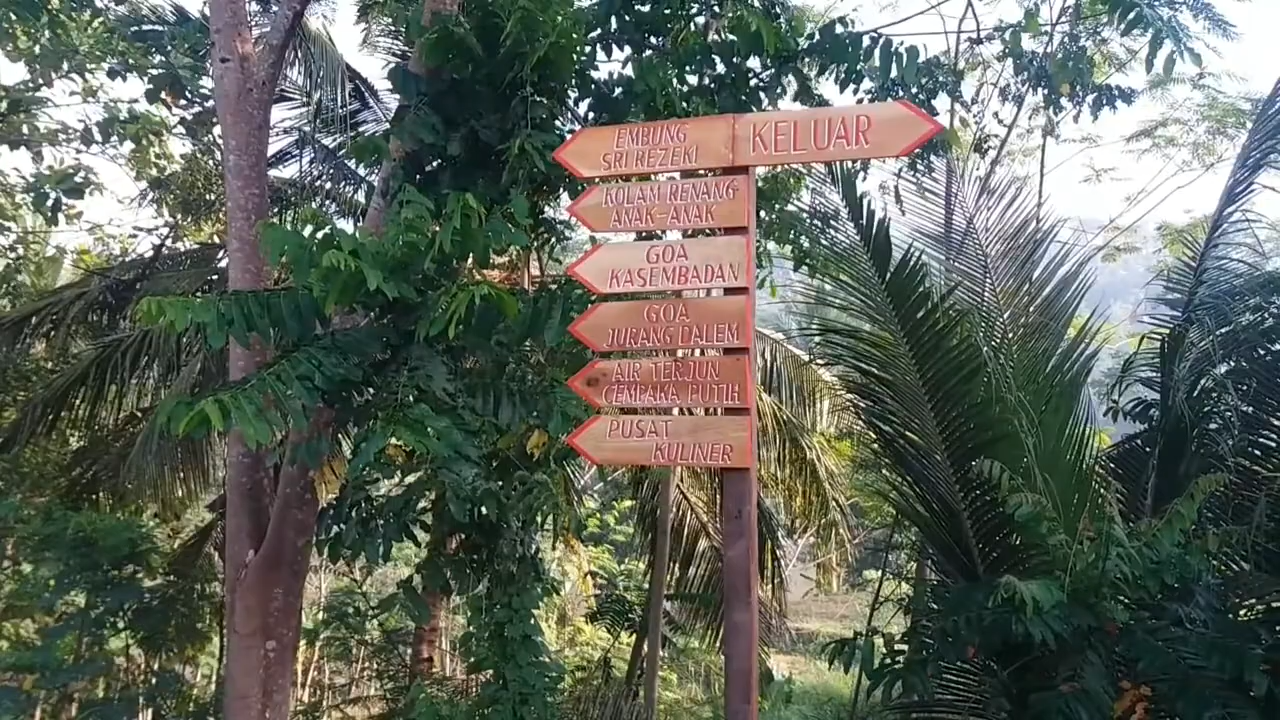 EMBUNG
SRI REZEKI
KELUAR
KOLAM RENANG
ANAK-ANAK
GOA
KASEMBADAN
GOA
JURANG DALEM
AIR TERJUN
CEMPAKA PUTIH
PUSAT
KULINER